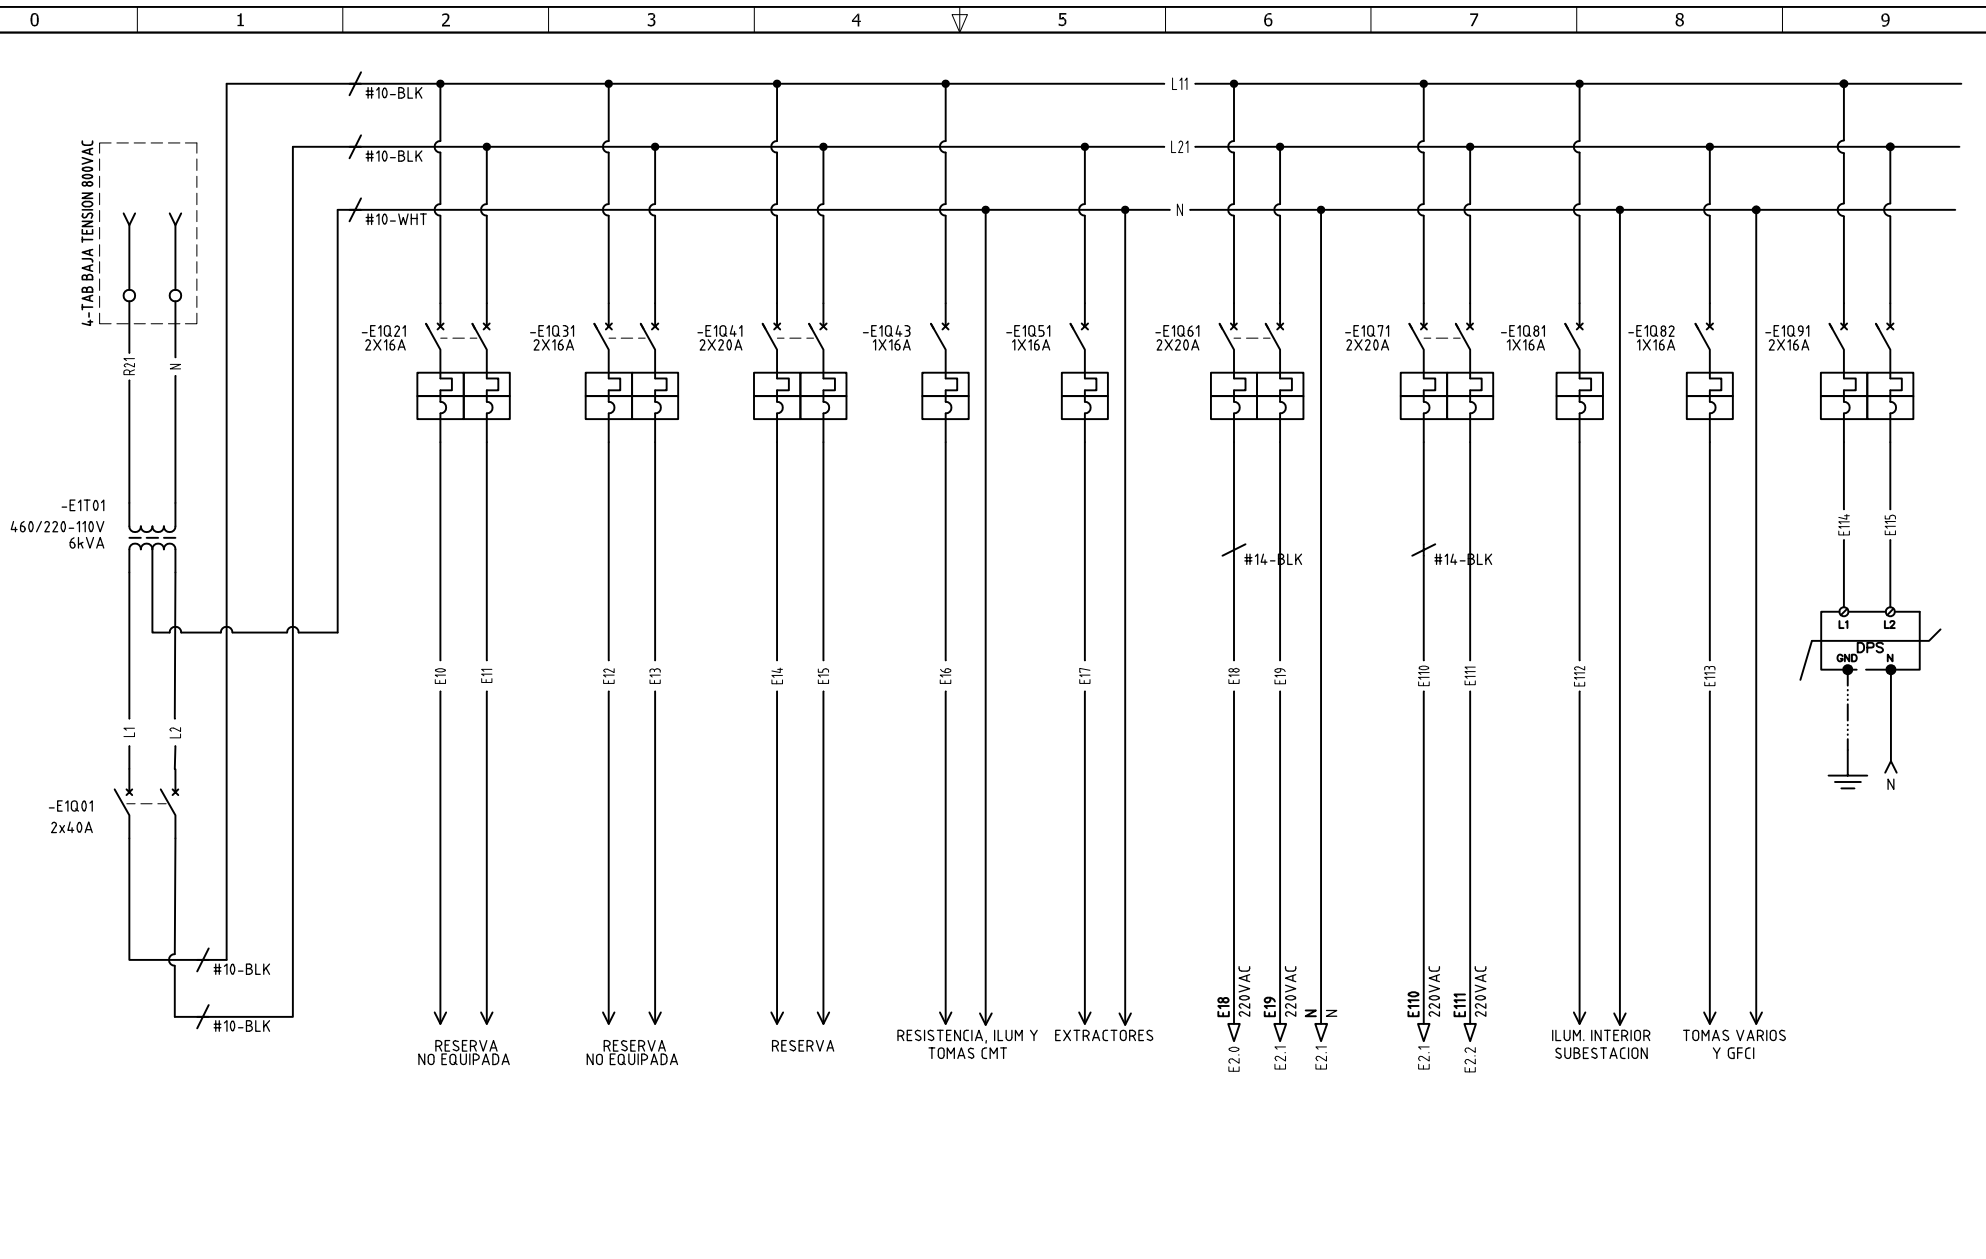 0 1 2 3 4 5 6 7 8 9
#10-BLK
L11
#10-BLK
L21
#10-WHT
N
4-TAB BAJA TENSION 800VAC
R21
N
-E1T01
460/220-110V
6kVA
L1
L2
-E1Q01
2x40A
#10-BLK
#10-BLK
-E1Q21
2X16A
E10
E11
RESERVA
NO EQUIPADA
-E1Q31
2X16A
E12
E13
RESERVA
NO EQUIPADA
-E1Q41
2X20A
E14
E15
RESERVA
-E1Q43
1X16A
E16
RESISTENCIA, ILUM Y
TOMAS CMT
-E1Q51
1X16A
E17
EXTRACTORES
-E1Q61
2X20A
#14-BLK
E18
E19
E18
220VAC
E2.0
E19
220VAC
E2.1
N
N
E2.1
-E1Q71
2X20A
#14-BLK
E110
E111
E110
220VAC
E2.1
E111
220VAC
E2.2
-E1Q81
1X16A
E112
ILUM. INTERIOR
SUBESTACION
-E1Q82
1X16A
E113
TOMAS VARIOS
Y GFCI
-E1Q91
2X16A
E114
E115
L1 L2
DPS
GND N
N